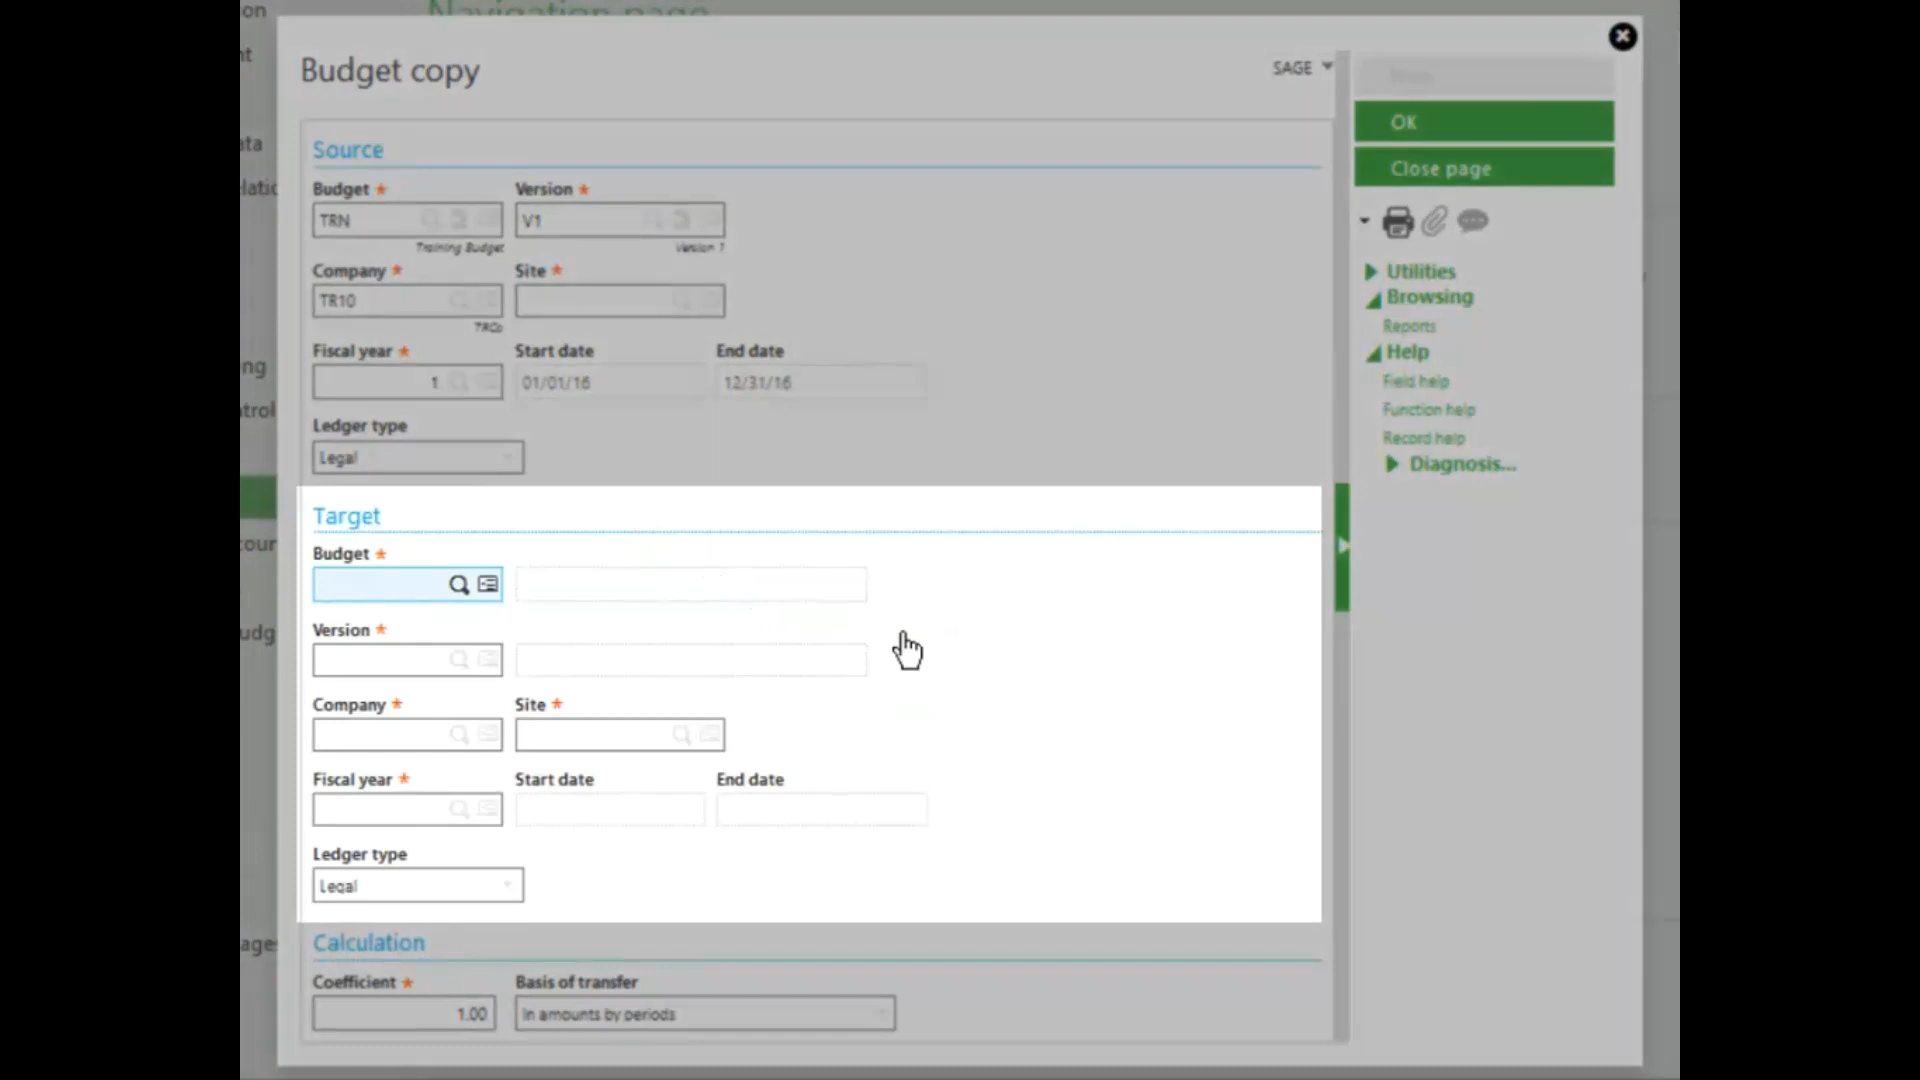 Navigation page
Budget copy
SAGE
Source
Budget *
Version *
TRN
V1
Training Budget
Version 1
Company *
Site *
TR10
TRCo
Fiscal year *
Start date
End date
1
01/01/16
12/31/16
Ledger type
Legal
Target
Budget *
Version *
Company *
Site *
Fiscal year *
Start date
End date
Ledger type
Legal
Calculation
Coefficient *
Basis of transfer
1.00
In amounts by periods
OK
Close page
Utilities
Browsing
Reports
Help
Field help
Function help
Record help
Diagnosis...